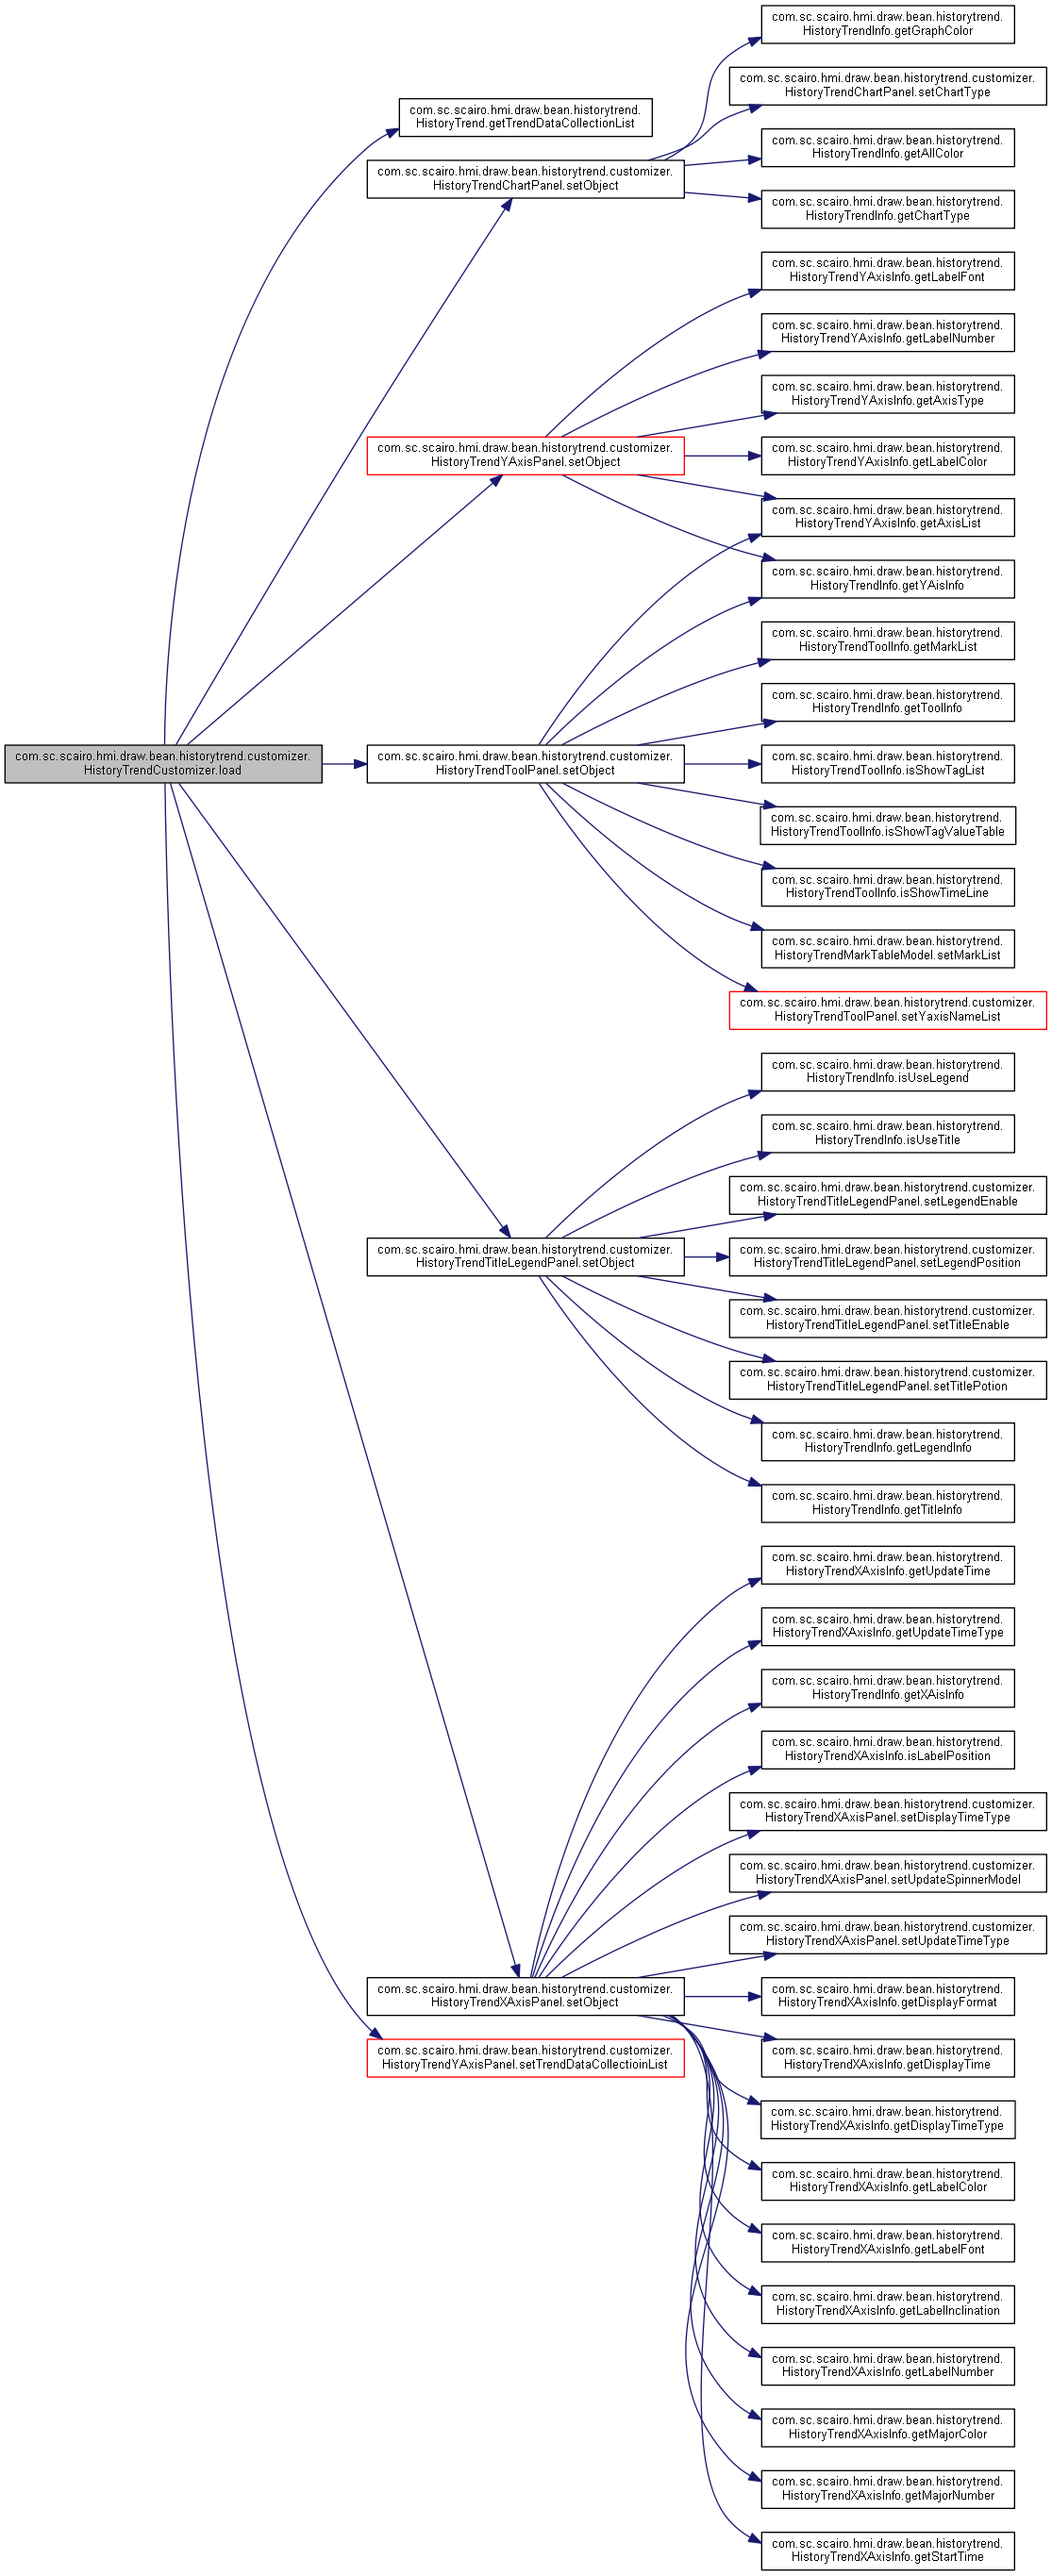 com.sc.scairo.hmi.draw.bean.historytrend.customizer.
HistoryTrendCustomizer.load
com.sc.scairo.hmi.draw.bean.historytrend.
HistoryTrend.getTrendDataCollectionList
com.sc.scairo.hmi.draw.bean.historytrend.customizer.
HistoryTrendChartPanel.setObject
com.sc.scairo.hmi.draw.bean.historytrend.customizer.
HistoryTrendYAxisPanel.setObject
com.sc.scairo.hmi.draw.bean.historytrend.customizer.
HistoryTrendToolPanel.setObject
com.sc.scairo.hmi.draw.bean.historytrend.customizer.
HistoryTrendTitleLegendPanel.setObject
com.sc.scairo.hmi.draw.bean.historytrend.customizer.
HistoryTrendXAxisPanel.setObject
com.sc.scairo.hmi.draw.bean.historytrend.customizer.
HistoryTrendYAxisPanel.setTrendDataCollectioinList
com.sc.scairo.hmi.draw.bean.historytrend.
HistoryTrendInfo.getGraphColor
com.sc.scairo.hmi.draw.bean.historytrend.customizer.
HistoryTrendChartPanel.setChartType
com.sc.scairo.hmi.draw.bean.historytrend.
HistoryTrendInfo.getAllColor
com.sc.scairo.hmi.draw.bean.historytrend.
HistoryTrendInfo.getChartType
com.sc.scairo.hmi.draw.bean.historytrend.
HistoryTrendYAxisInfo.getLabelFont
com.sc.scairo.hmi.draw.bean.historytrend.
HistoryTrendYAxisInfo.getLabelNumber
com.sc.scairo.hmi.draw.bean.historytrend.
HistoryTrendYAxisInfo.getAxisType
com.sc.scairo.hmi.draw.bean.historytrend.
HistoryTrendYAxisInfo.getLabelColor
com.sc.scairo.hmi.draw.bean.historytrend.
HistoryTrendYAxisInfo.getAxisList
com.sc.scairo.hmi.draw.bean.historytrend.
HistoryTrendInfo.getYAisInfo
com.sc.scairo.hmi.draw.bean.historytrend.
HistoryTrendToolInfo.getMarkList
com.sc.scairo.hmi.draw.bean.historytrend.
HistoryTrendInfo.getToolInfo
com.sc.scairo.hmi.draw.bean.historytrend.
HistoryTrendToolInfo.isShowTagList
com.sc.scairo.hmi.draw.bean.historytrend.
HistoryTrendToolInfo.isShowTagValueTable
com.sc.scairo.hmi.draw.bean.historytrend.
HistoryTrendToolInfo.isShowTimeLine
com.sc.scairo.hmi.draw.bean.historytrend.
HistoryTrendMarkTableModel.setMarkList
com.sc.scairo.hmi.draw.bean.historytrend.customizer.
HistoryTrendToolPanel.setYaxisNameList
com.sc.scairo.hmi.draw.bean.historytrend.
HistoryTrendInfo.isUseLegend
com.sc.scairo.hmi.draw.bean.historytrend.
HistoryTrendInfo.isUseTitle
com.sc.scairo.hmi.draw.bean.historytrend.customizer.
HistoryTrendTitleLegendPanel.setLegendEnable
com.sc.scairo.hmi.draw.bean.historytrend.customizer.
HistoryTrendTitleLegendPanel.setLegendPosition
com.sc.scairo.hmi.draw.bean.historytrend.customizer.
HistoryTrendTitleLegendPanel.setTitleEnable
com.sc.scairo.hmi.draw.bean.historytrend.customizer.
HistoryTrendTitleLegendPanel.setTitlePotion
com.sc.scairo.hmi.draw.bean.historytrend.
HistoryTrendInfo.getLegendInfo
com.sc.scairo.hmi.draw.bean.historytrend.
HistoryTrendInfo.getTitleInfo
com.sc.scairo.hmi.draw.bean.historytrend.
HistoryTrendXAxisInfo.getUpdateTime
com.sc.scairo.hmi.draw.bean.historytrend.
HistoryTrendXAxisInfo.getUpdateTimeType
com.sc.scairo.hmi.draw.bean.historytrend.
HistoryTrendInfo.getXAisInfo
com.sc.scairo.hmi.draw.bean.historytrend.
HistoryTrendXAxisInfo.isLabelPosition
com.sc.scairo.hmi.draw.bean.historytrend.customizer.
HistoryTrendXAxisPanel.setDisplayTimeType
com.sc.scairo.hmi.draw.bean.historytrend.customizer.
HistoryTrendXAxisPanel.setUpdateSpinnerModel
com.sc.scairo.hmi.draw.bean.historytrend.customizer.
HistoryTrendXAxisPanel.setUpdateTimeType
com.sc.scairo.hmi.draw.bean.historytrend.
HistoryTrendXAxisInfo.getDisplayFormat
com.sc.scairo.hmi.draw.bean.historytrend.
HistoryTrendXAxisInfo.getDisplayTime
com.sc.scairo.hmi.draw.bean.historytrend.
HistoryTrendXAxisInfo.getDisplayTimeType
com.sc.scairo.hmi.draw.bean.historytrend.
HistoryTrendXAxisInfo.getLabelColor
com.sc.scairo.hmi.draw.bean.historytrend.
HistoryTrendXAxisInfo.getLabelFont
com.sc.scairo.hmi.draw.bean.historytrend.
HistoryTrendXAxisInfo.getLabelInclination
com.sc.scairo.hmi.draw.bean.historytrend.
HistoryTrendXAxisInfo.getLabelNumber
com.sc.scairo.hmi.draw.bean.historytrend.
HistoryTrendXAxisInfo.getMajorColor
com.sc.scairo.hmi.draw.bean.historytrend.
HistoryTrendXAxisInfo.getMajorNumber
com.sc.scairo.hmi.draw.bean.historytrend.
HistoryTrendXAxisInfo.getStartTime